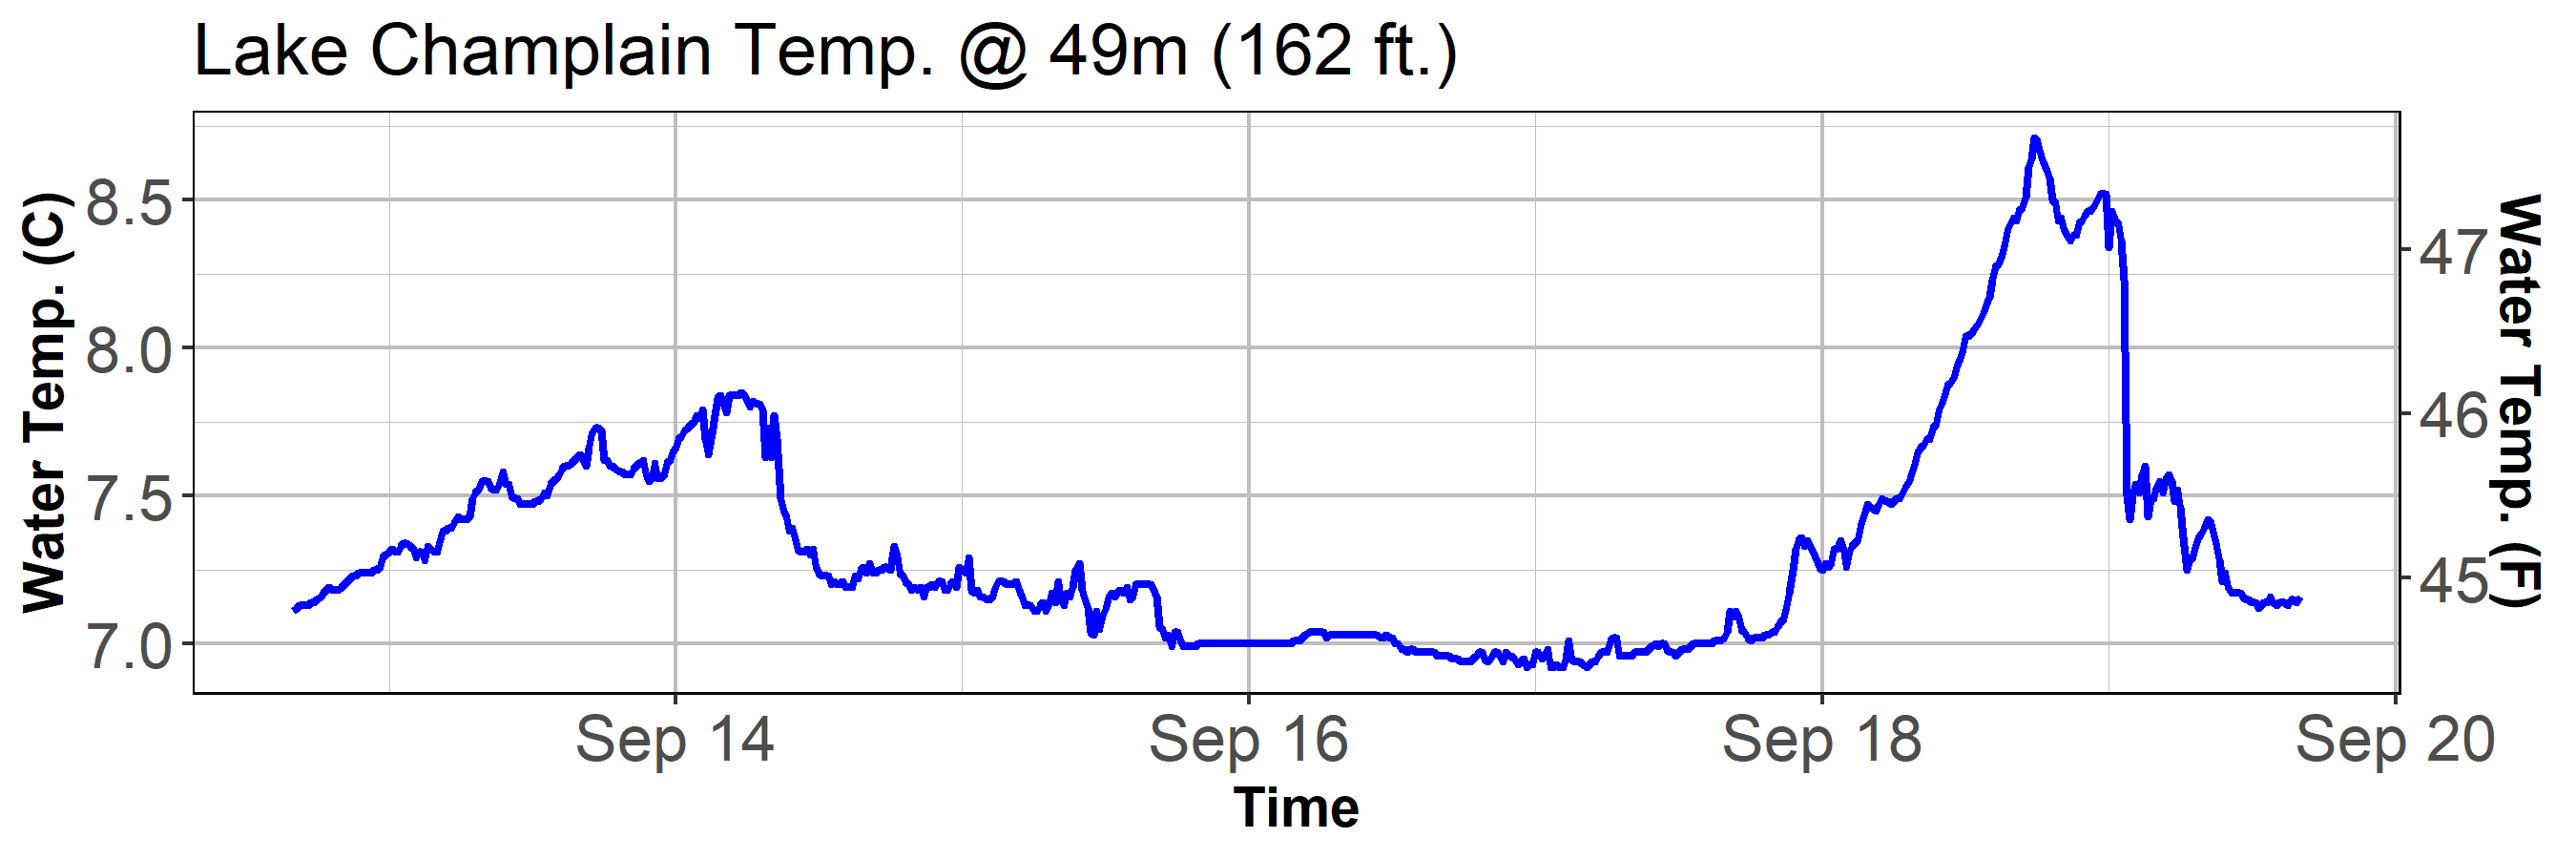 Lake Champlain Temp. @ 49m (162 ft.)
Water Temp. (C)
8.5
8.0
7.5
7.0
47
46
45
Water Temp. (F)
Sep 14
Sep 16
Sep 18
Sep 20
Time